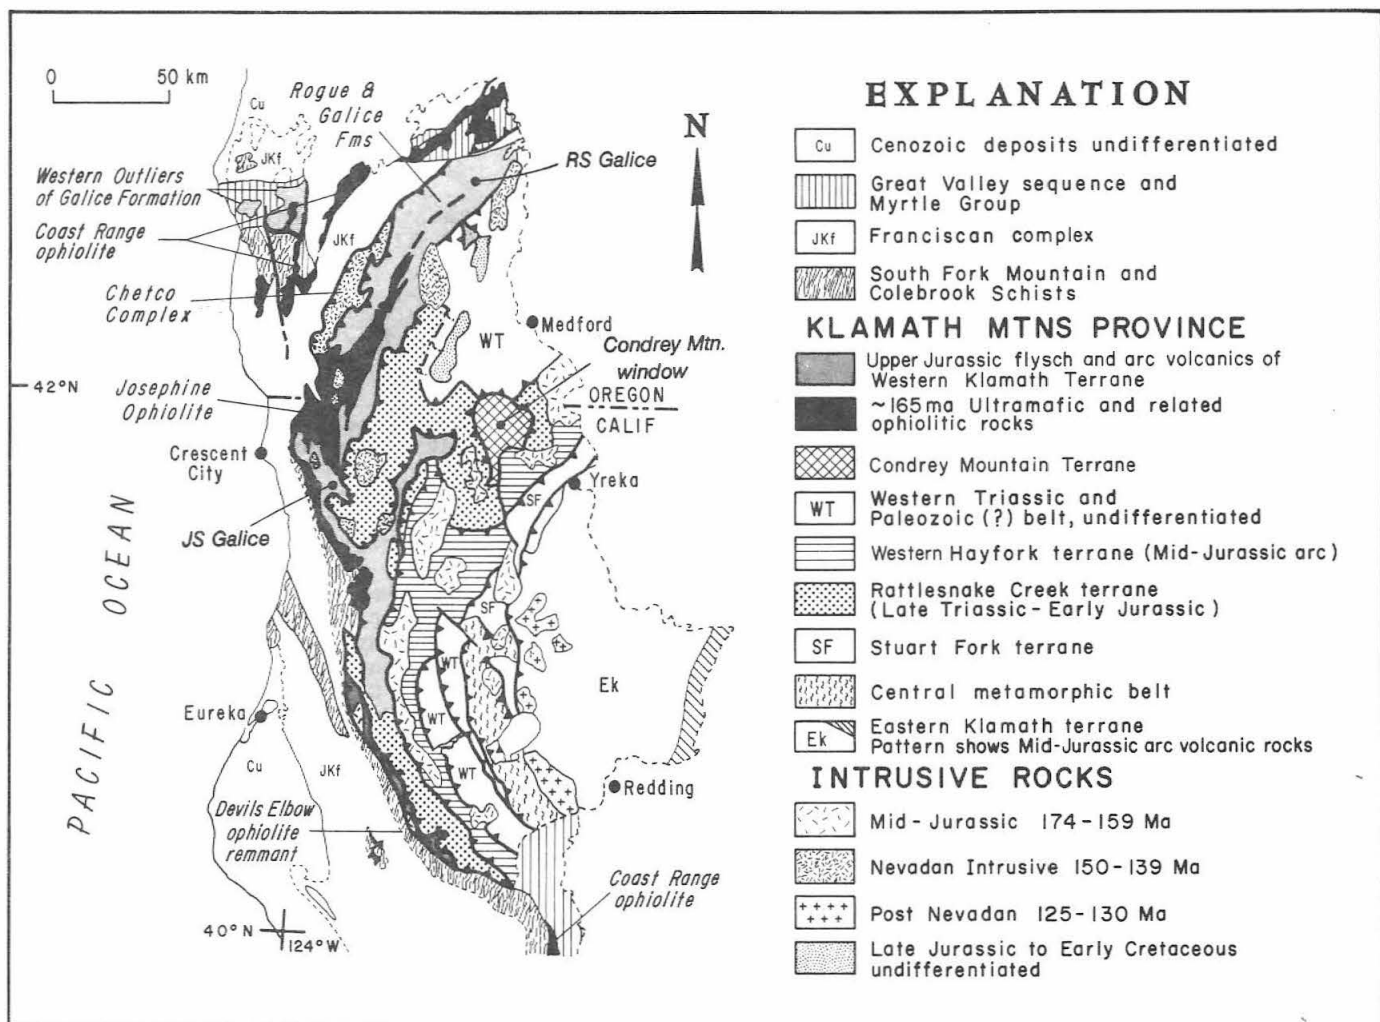 0 50 km
Cu
Rogue &
Galice
Fms
N
RS Galice
JKf
Western Outliers
of Galice Formation
Coast Range
ophiolite
JKf
Chetco
Complex
WT
Medford
Condrey Mtn.
window
42°N
Josephine
Ophiolite
OREGON
CALIF
Crescent
City
SF
Yreka
JS Galice
PACIFIC OCEAN
SF
WT
Ek
Eureka
WT
Cu
JKf
WT
Redding
Devils Elbow
ophiolite
remnant
Coast Range
ophiolite
40°N
124°W
EXPLANATION
Cu Cenozoic deposits undifferentiated
Great Valley sequence and
Myrtle Group
JKf Franciscan complex
South Fork Mountain and
Colebrook Schists
KLAMATH MTNS PROVINCE
Upper Jurassic flysch and arc volcanics of
Western Klamath Terrane
~165ma Ultramafic and related
ophiolitic rocks
Condrey Mountain Terrane
WT Western Triassic and
Paleozoic (?) belt, undifferentiated
Western Hayfork terrane (Mid-Jurassic arc)
Rattlesnake Creek terrane
(Late Triassic-Early Jurassic)
SF Stuart Fork terrane
Central metamorphic belt
Ek Eastern Klamath terrane
Pattern shows Mid-Jurassic arc volcanic rocks
INTRUSIVE ROCKS
Mid-Jurassic 174-159 Ma
Nevadan Intrusive 150-139 Ma
Post Nevadan 125-130 Ma
Late Jurassic to Early Cretaceous
undifferentiated